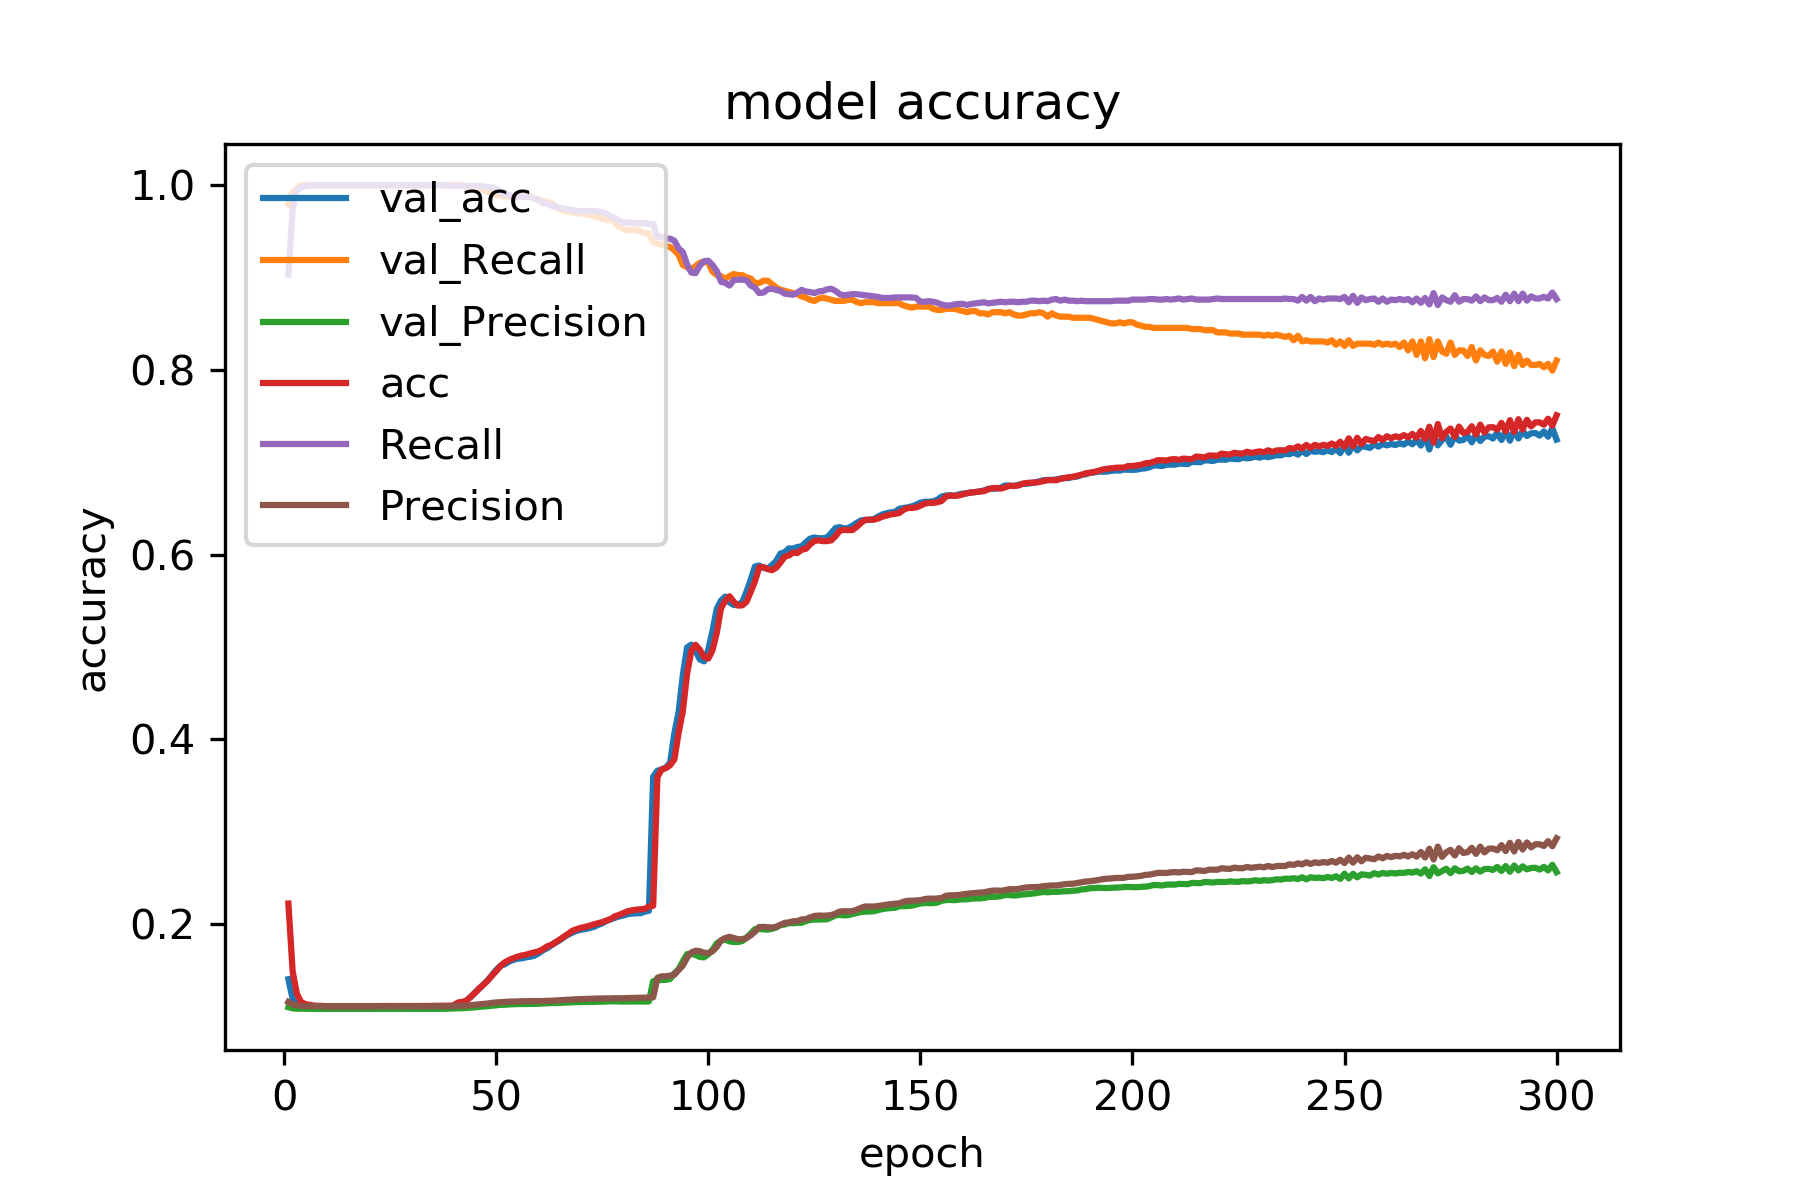 model accuracy
val_acc
val_Recall
val_Precision
acc
Recall
Precision
accuracy
1.0
0.8
0.6
0.4
0.2
0 50 100 150 200 250 300
epoch